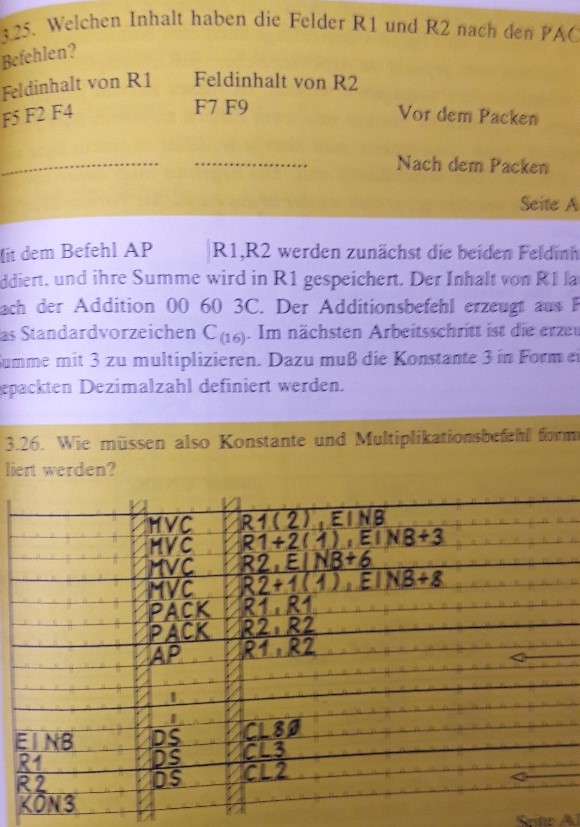 3.25. Welchen Inhalt haben die Felder R1 und R2 nach den PAC
Befehlen?
Feldinhalt von R1 Feldinhalt von R2
F5 F2 F4 F7 F9 Vor dem Packen
Nach dem Packen
Seite A
Mit dem Befehl AP R1,R2 werden zunächst die beiden Feldinh
ddiert, und ihre Summe wird in R1 gespeichert. Der Inhalt von R1 la
ach der Addition 00 60 3C. Der Additionsbefehl erzeugt aus F
as Standardvorzeichen C(16). Im nächsten Arbeitsschritt ist die erzeu
umme mit 3 zu multiplizieren. Dazu muß die Konstante 3 in Form ei
epackten Dezimalzahl definiert werden.
3.26. Wie müssen also Konstante und Multiplikationsbefehl form
liert werden?
MVC R1(2),EINB
MVC R1+2(1),EINB+3
MVC R2,EINB+6
MVC R2+1(1),EINB+8
PACK R1,R1
PACK R2,R2
AP R1,R2
EINB DS CL80
R1 DS CL3
R2 DS CL2
KON3
Seite A